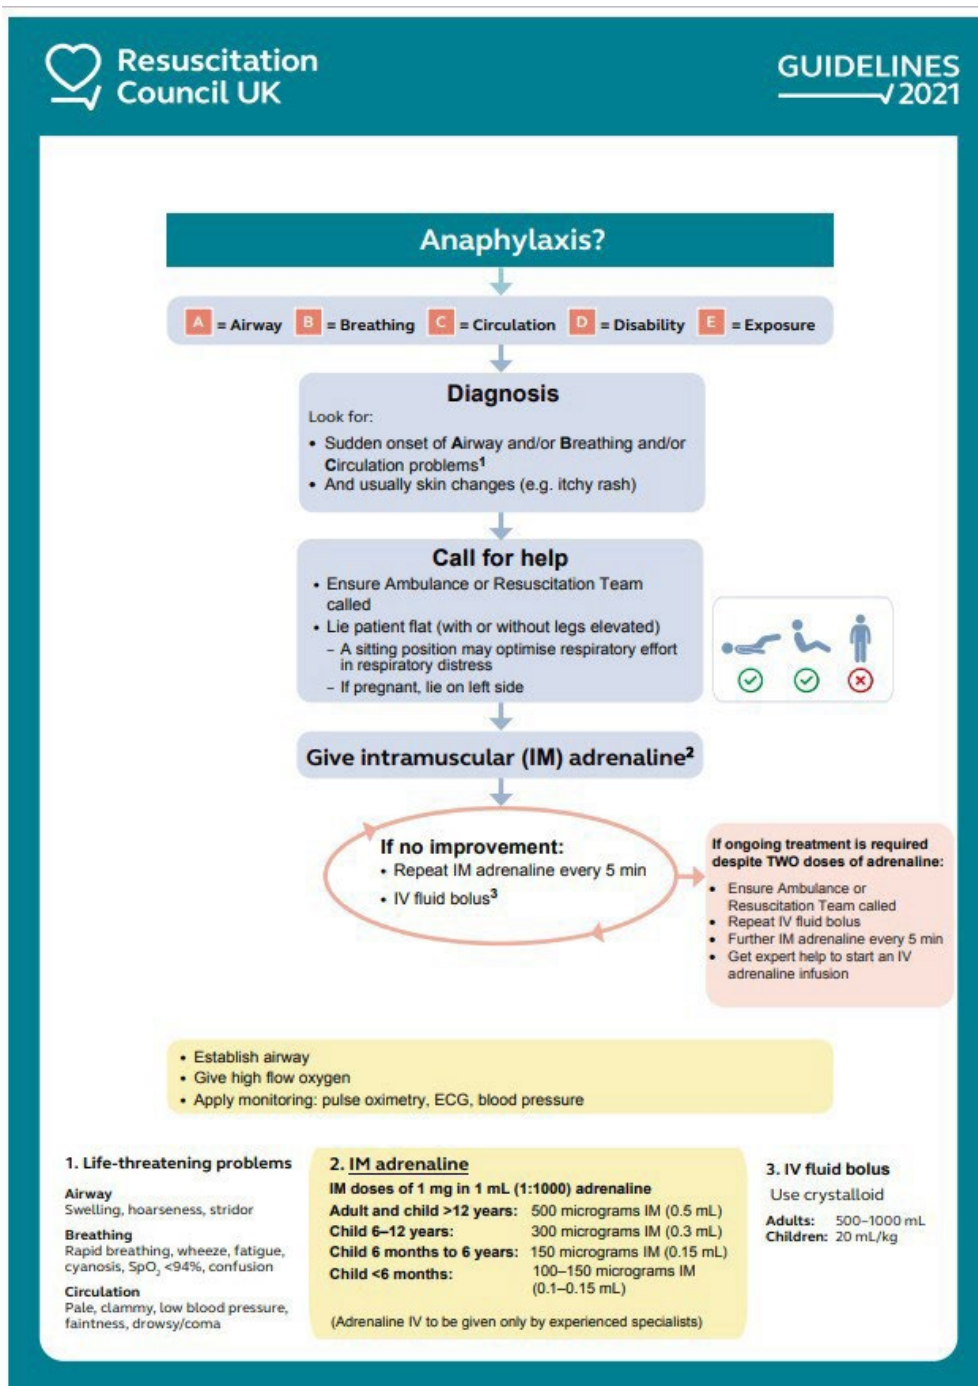 Resuscitation
Council UK
GUIDELINES
2021
Anaphylaxis?
A = Airway B = Breathing C = Circulation D = Disability E = Exposure
Diagnosis
Look for:
• Sudden onset of Airway and/or Breathing and/or
Circulation problems¹
• And usually skin changes (e.g. itchy rash)
Call for help
• Ensure Ambulance or Resuscitation Team
called
• Lie patient flat (with or without legs elevated)
– A sitting position may optimise respiratory effort
in respiratory distress
– If pregnant, lie on left side
Give intramuscular (IM) adrenaline²
If no improvement:
• Repeat IM adrenaline every 5 min
• IV fluid bolus³
If ongoing treatment is required
despite TWO doses of adrenaline:
• Ensure Ambulance or
Resuscitation Team called
• Repeat IV fluid bolus
• Further IM adrenaline every 5 min
• Get expert help to start an IV
adrenaline infusion
• Establish airway
• Give high flow oxygen
• Apply monitoring: pulse oximetry, ECG, blood pressure
1. Life-threatening problems
Airway
Swelling, hoarseness, stridor
Breathing
Rapid breathing, wheeze, fatigue,
cyanosis, SpO₂ <94%, confusion
Circulation
Pale, clammy, low blood pressure,
faintness, drowsy/coma
2. IM adrenaline
IM doses of 1 mg in 1 mL (1:1000) adrenaline
Adult and child >12 years: 500 micrograms IM (0.5 mL)
Child 6–12 years: 300 micrograms IM (0.3 mL)
Child 6 months to 6 years: 150 micrograms IM (0.15 mL)
Child <6 months: 100–150 micrograms IM
(0.1–0.15 mL)
(Adrenaline IV to be given only by experienced specialists)
3. IV fluid bolus
Use crystalloid
Adults: 500–1000 mL
Children: 20 mL/kg